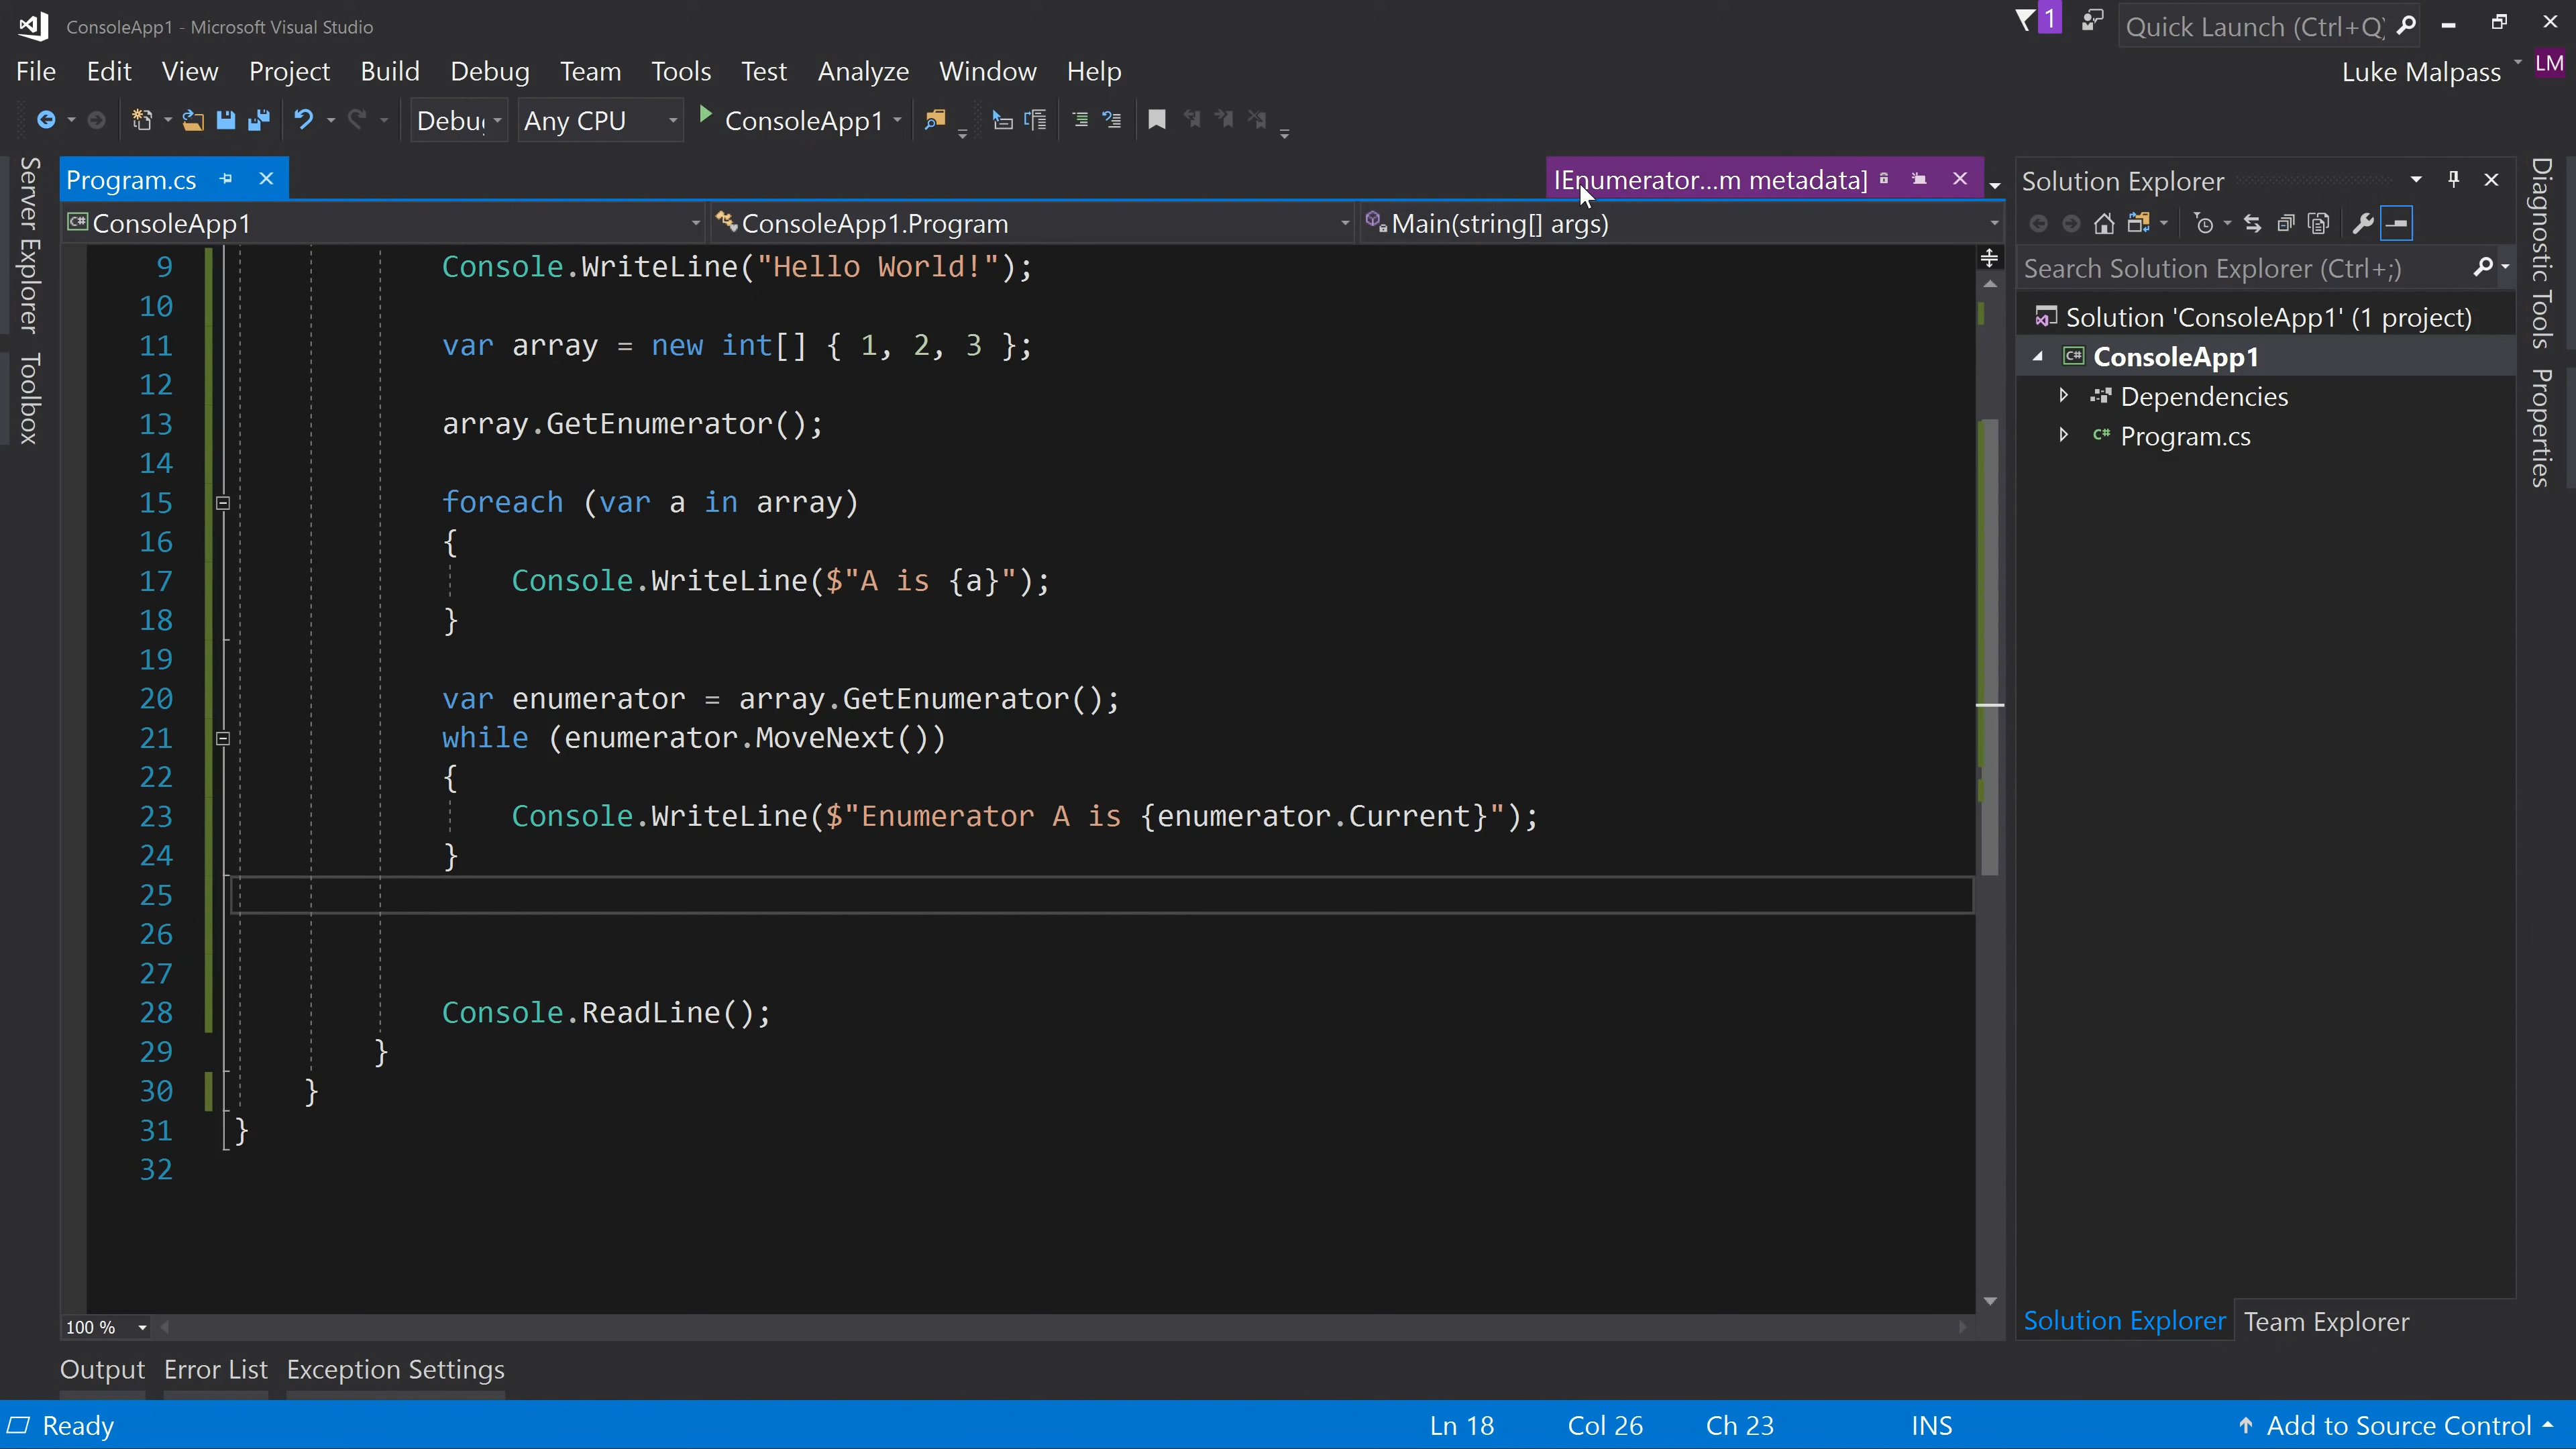 ConsoleApp1 - Microsoft Visual Studio
1
Quick Launch (Ctrl+Q)
File Edit View Project Build Debug Team Tools Test Analyze Window Help
Luke Malpass LM
Debug Any CPU ConsoleApp1
Server Explorer
Toolbox
Program.cs
IEnumerator...m metadata]
ConsoleApp1 ConsoleApp1.Program Main(string[] args)
9 Console.WriteLine("Hello World!");
10
11 var array = new int[] { 1, 2, 3 };
12
13 array.GetEnumerator();
14
15 foreach (var a in array)
16 {
17 Console.WriteLine($"A is {a}");
18 }
19
20 var enumerator = array.GetEnumerator();
21 while (enumerator.MoveNext())
22 {
23 Console.WriteLine($"Enumerator A is {enumerator.Current}");
24 }
25
26
27
28 Console.ReadLine();
29 }
30 }
31 }
32
100 %
Solution Explorer
Search Solution Explorer (Ctrl+;)
Solution 'ConsoleApp1' (1 project)
C# ConsoleApp1
Dependencies
C# Program.cs
Solution Explorer Team Explorer
Diagnostic Tools
Properties
Output Error List Exception Settings
Ready Ln 18 Col 26 Ch 23 INS Add to Source Control